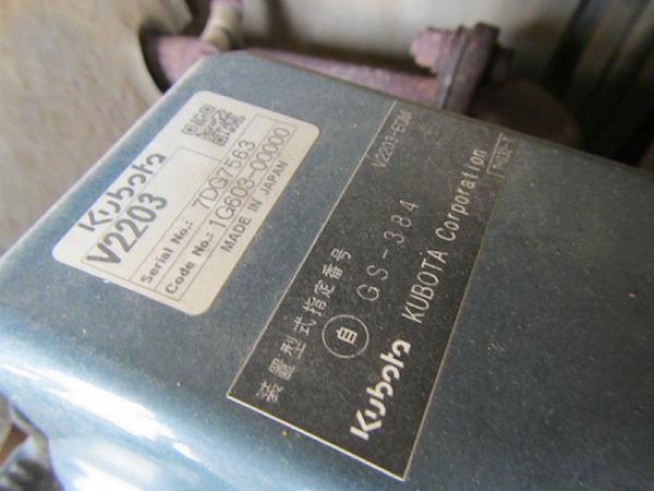 Kubota
V2203
Serial No.: 7DG7563
Code No.: 1G603-00000
MADE IN JAPAN
V2203-EDM
装置型式指定番号
自 GS-384
Kubota KUBOTA Corporation